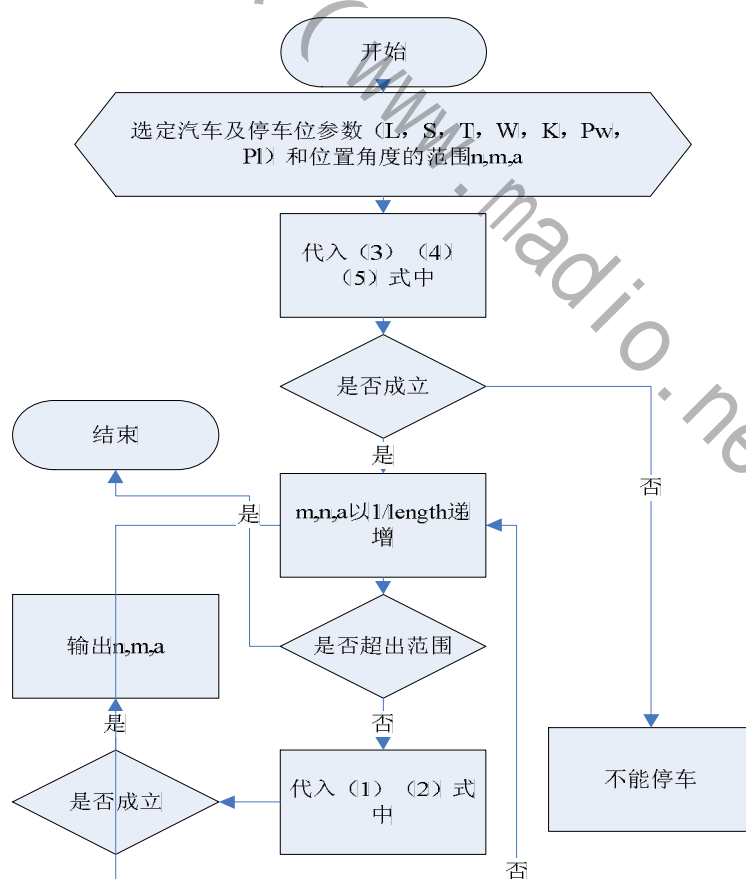 开始
选定汽车及停车位参数（L，S，T，W，K，Pw，
Pl）和位置角度的范围n,m,a
代入（3）（4）
（5）式中
是否成立
结束
是
否
m,n,a以1/length递
增
是
输出n,m,a
是否超出范围
是
否
是否成立
代入（1）（2）式
中
不能停车
否
(www.madio.ne